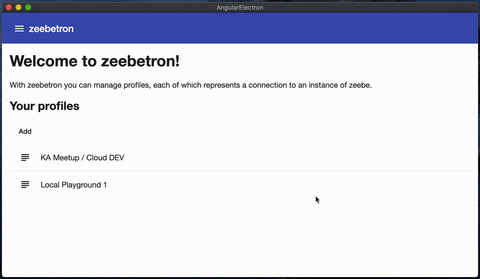 AngularElectron
zeebetron
Welcome to zeebetron!
With zeebetron you can manage profiles, each of which represents a connection to an instance of zeebe.
Your profiles
Add
KA Meetup / Cloud DEV
Local Playground 1